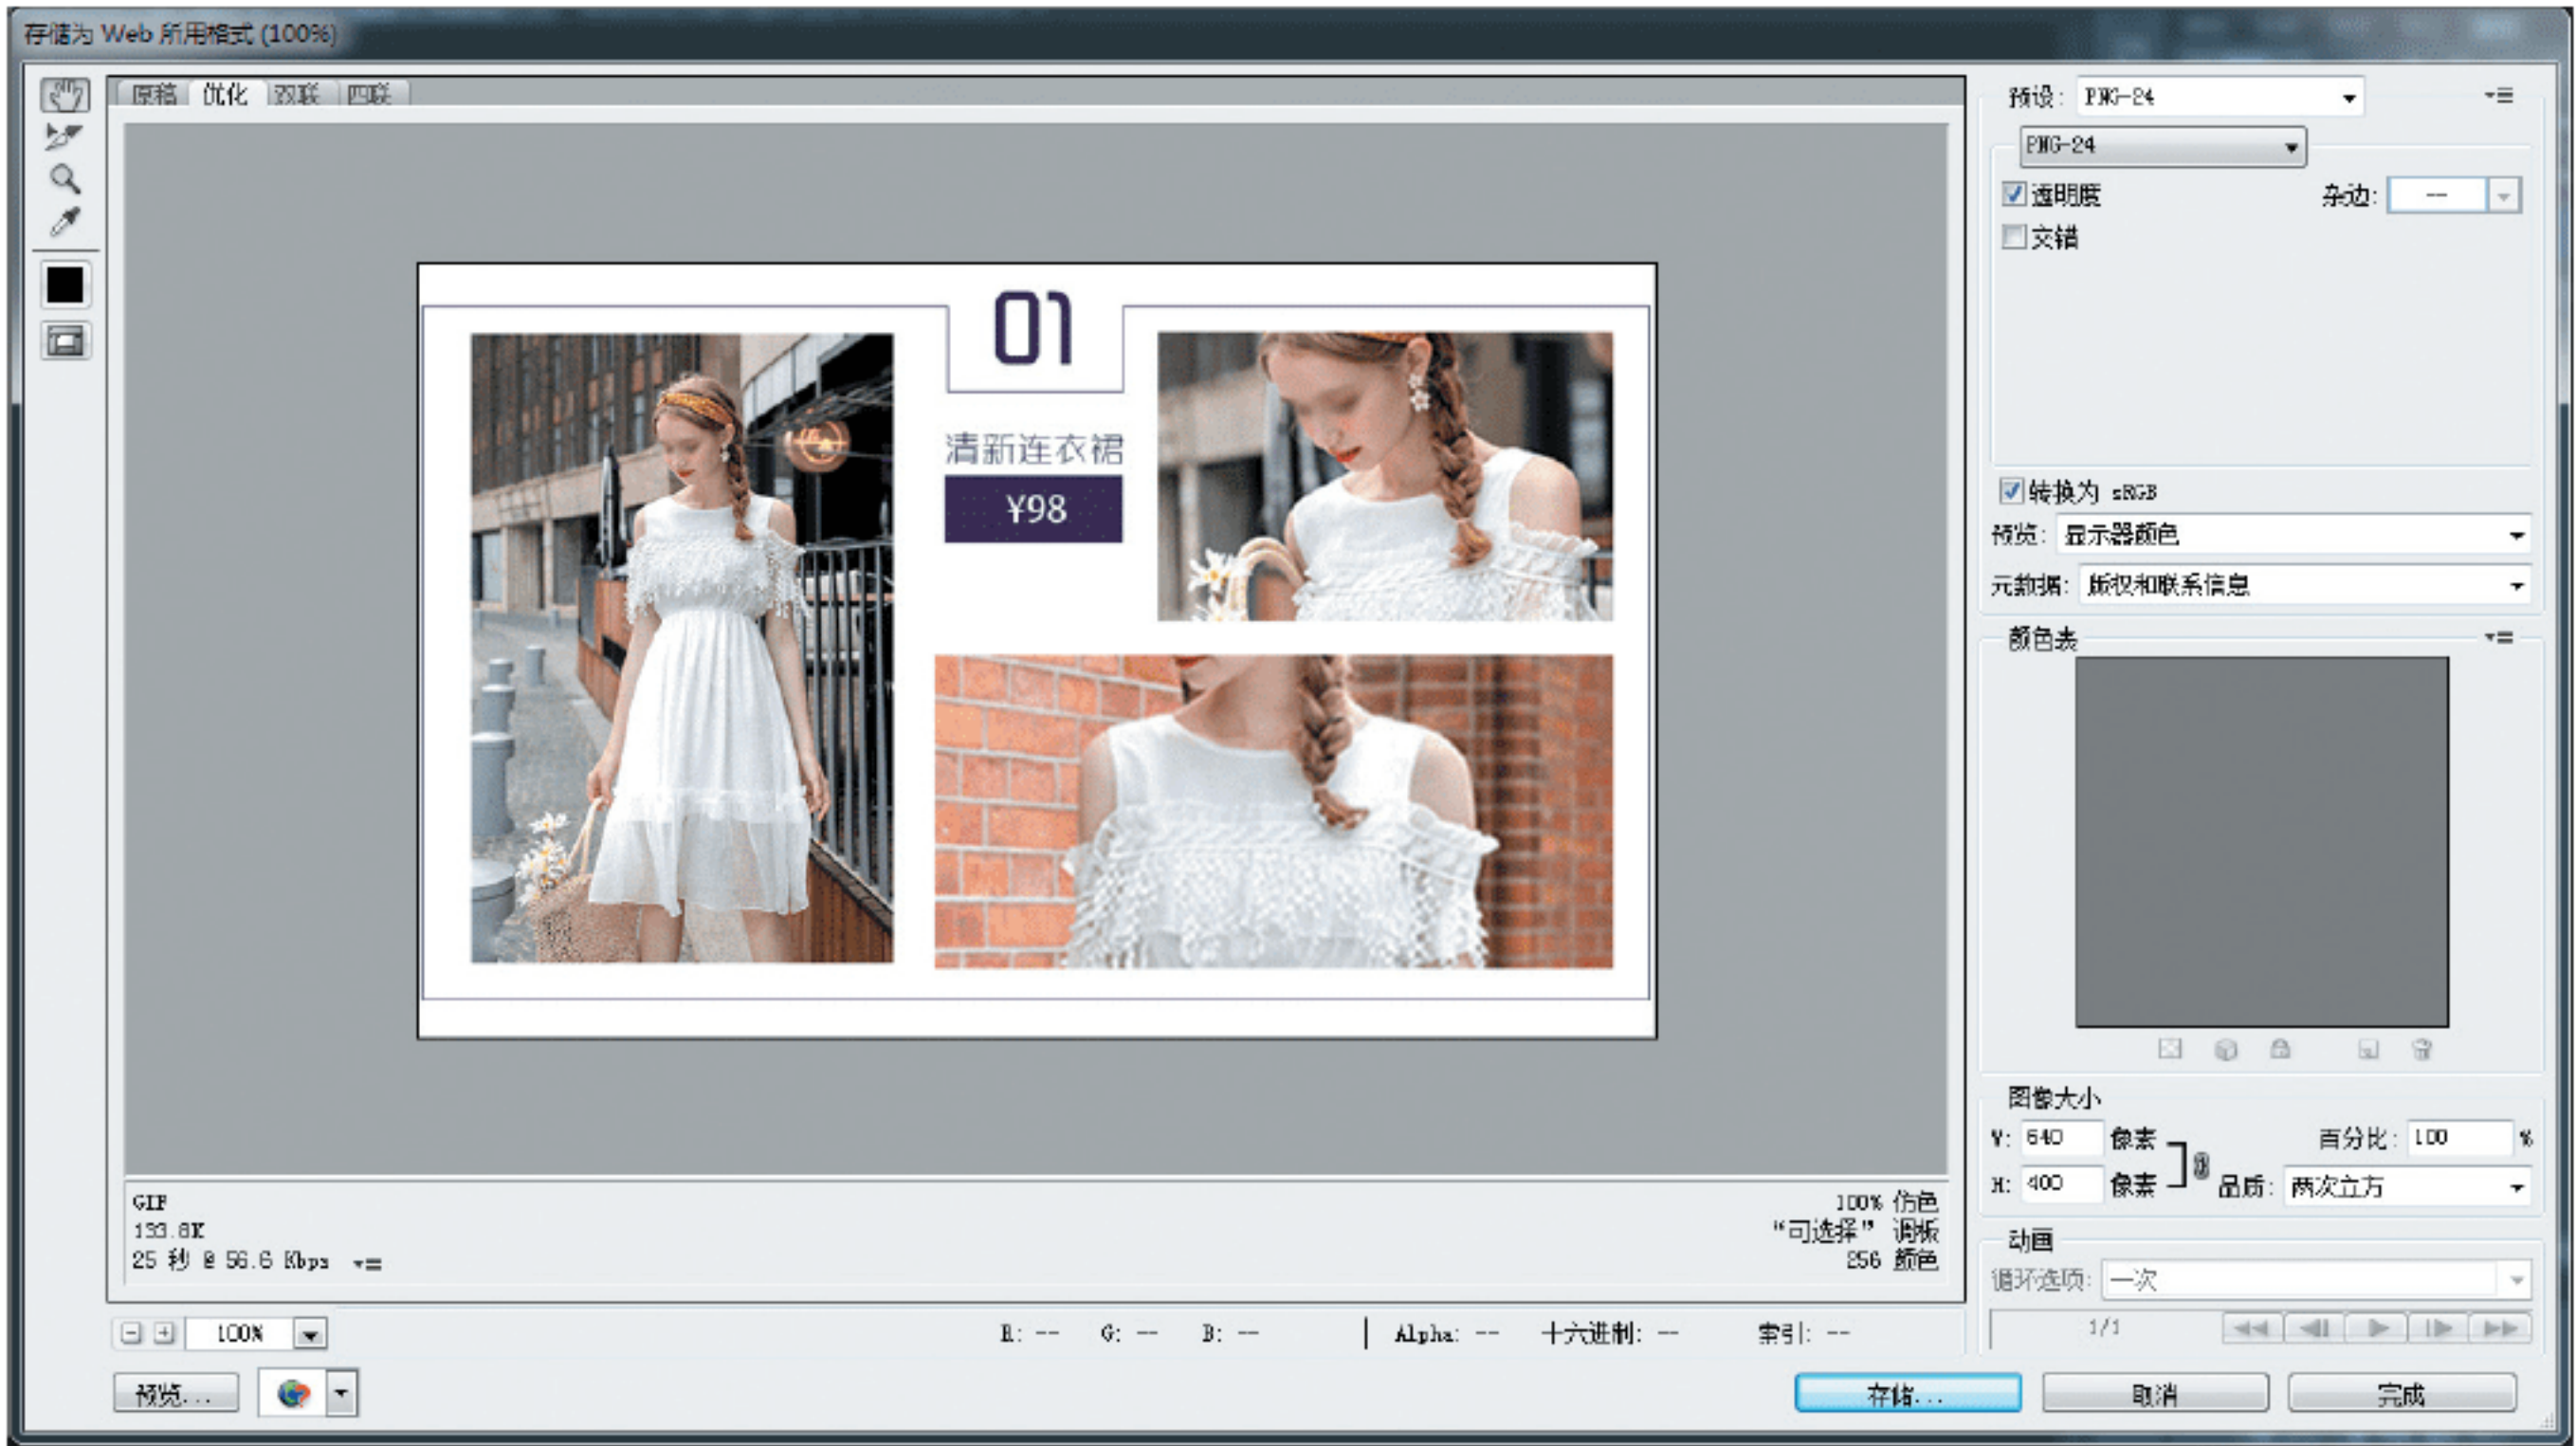 存储为 Web 所用格式 (100%)
原稿 优化 双联 四联
01
清新连衣裙
¥98
GIF
133.8K
25 秒 @ 56.6 Kbps
100% 仿色
“可选择” 调板
256 颜色
100%
R: -- G: -- B: -- Alpha: -- 十六进制: -- 索引: --
预览...
预设: PNG-24
PNG-24
透明度 杂边: --
交错
转换为 sRGB
预览: 显示器颜色
元数据: 版权和联系信息
颜色表
图像大小
W: 640 像素 百分比: 100 %
H: 400 像素 品质: 两次立方
动画
循环选项: 一次
1/1
存储... 取消 完成